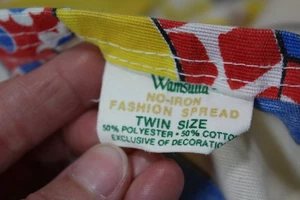 Wamsutta
NO-IRON
FASHION SPREAD
TWIN SIZE
50% POLYESTER • 50% COTTON
EXCLUSIVE OF DECORATION